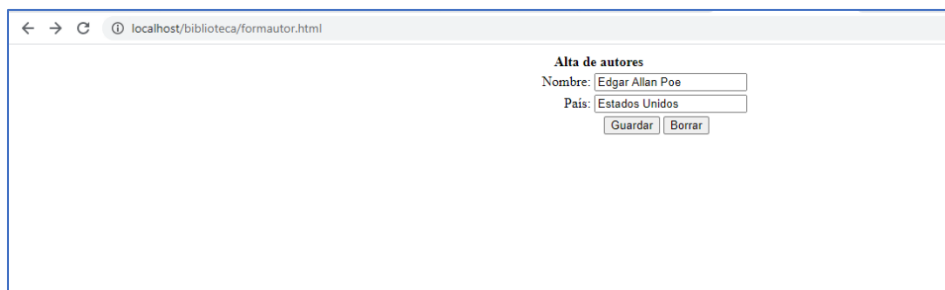 localhost/biblioteca/formautor.html
Alta de autores
Nombre: Edgar Allan Poe
País: Estados Unidos
Guardar Borrar